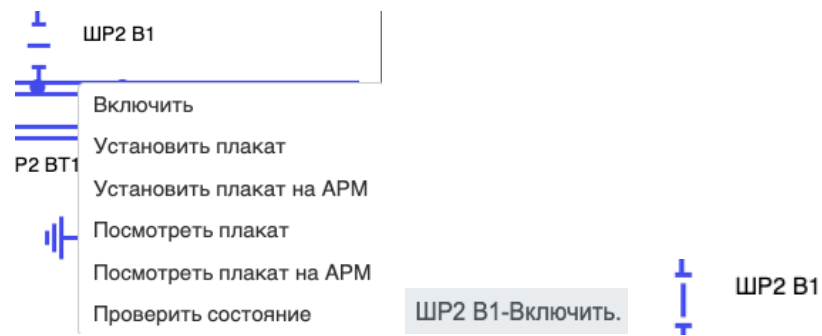 ШР2 В1
Включить
Установить плакат
Р2 ВТ1
Установить плакат на АРМ
Посмотреть плакат
Посмотреть плакат на АРМ
Проверить состояние
ШР2 В1-Включить.
ШР2 В1